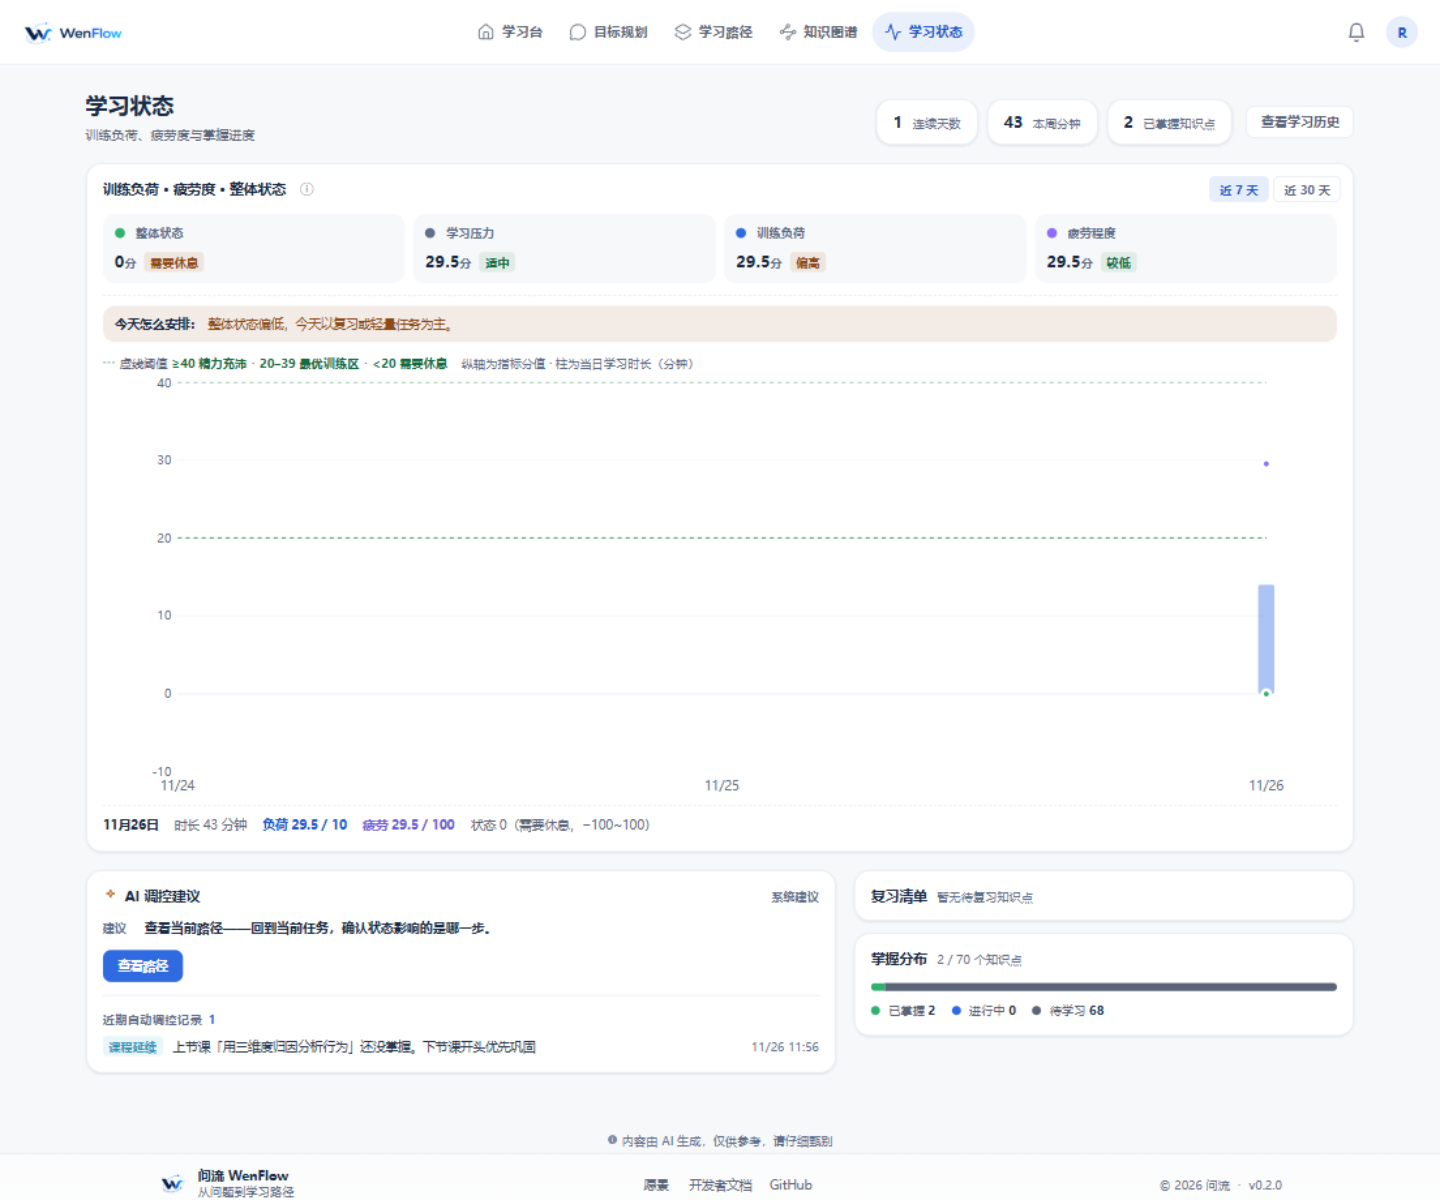 WenFlow
学习台
目标规划
学习路径
知识图谱
学习状态
R
学习状态
训练负荷、疲劳度与掌握进度
1 连续天数
43 本周分钟
2 已掌握知识点
查看学习历史
训练负荷 • 疲劳度 • 整体状态
近 7 天
近 30 天
整体状态
0分 需要休息
学习压力
29.5分 适中
训练负荷
29.5分 偏高
疲劳程度
29.5分 较低
今天怎么安排： 整体状态偏低，今天以复习或轻量任务为主。
虚线阈值 ≥40 精力充沛 · 20–39 最优训练区 · <20 需要休息 纵轴为指标分值 · 柱为当日学习时长（分钟）
40
30
20
10
0
-10
11/24
11/25
11/26
11月26日 时长 43 分钟 负荷 29.5 / 10 疲劳 29.5 / 100 状态 0（需要休息，−100~100）
AI 调控建议
系统建议
建议 查看当前路径——回到当前任务，确认状态影响的是哪一步。
查看路径
近期自动调控记录 1
课程延续 上节课「用三维度归因分析行为」还没掌握。下节课开头优先巩固
11/26 11:56
复习清单 暂无待复习知识点
掌握分布 2 / 70 个知识点
已掌握 2 进行中 0 待学习 68
内容由 AI 生成，仅供参考，请仔细甄别
问流 WenFlow
从问题到学习路径
愿景
开发者文档
GitHub
© 2026 问流 · v0.2.0